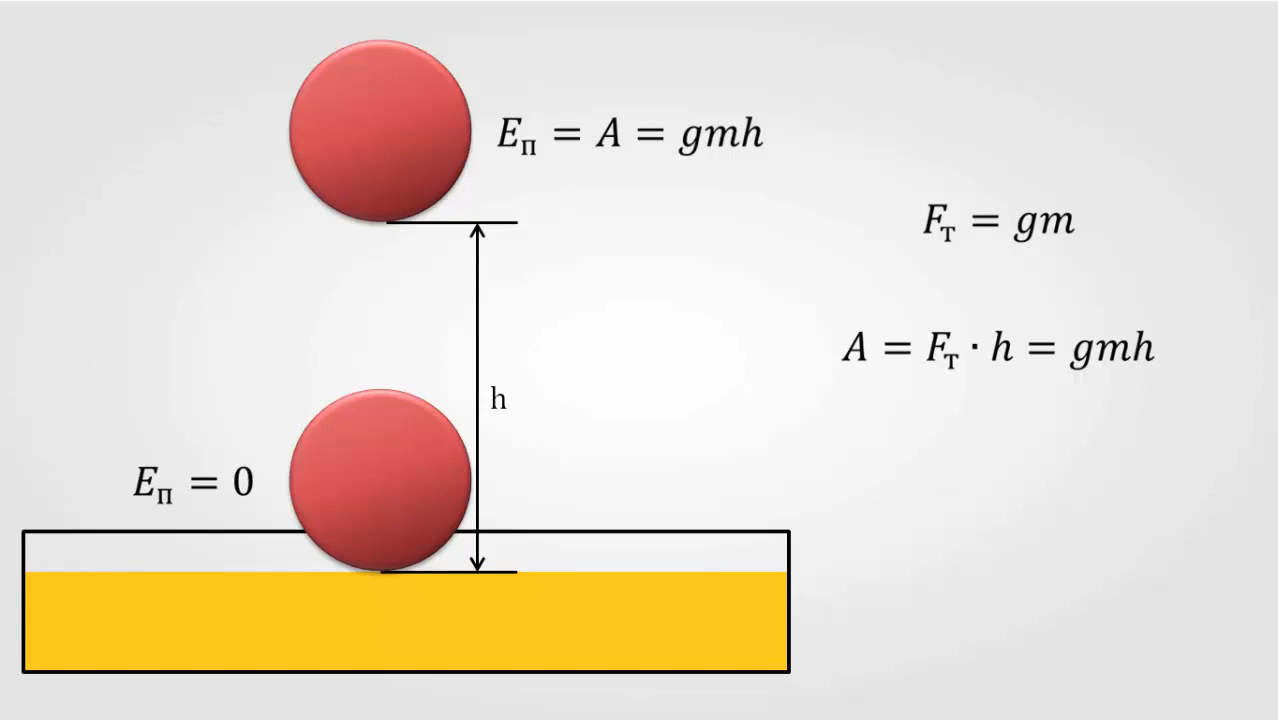 Eп = A = gmh
Fт = gm
A = Fт · h = gmh
h
Eп = 0